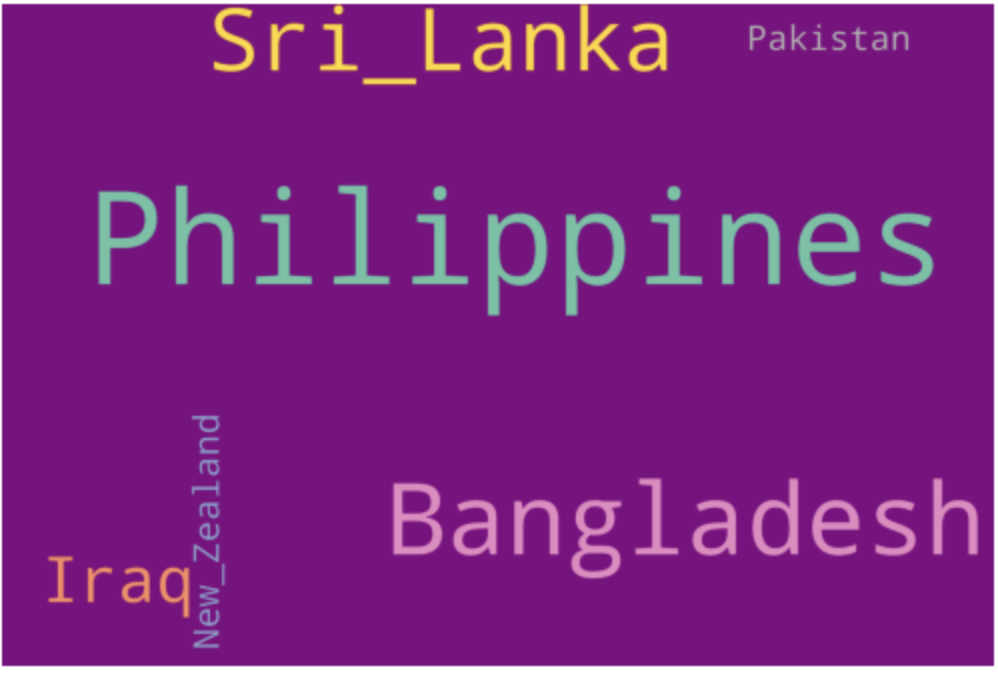 Sri_Lanka
Pakistan
Philippines
Bangladesh
Iraq
New_Zealand